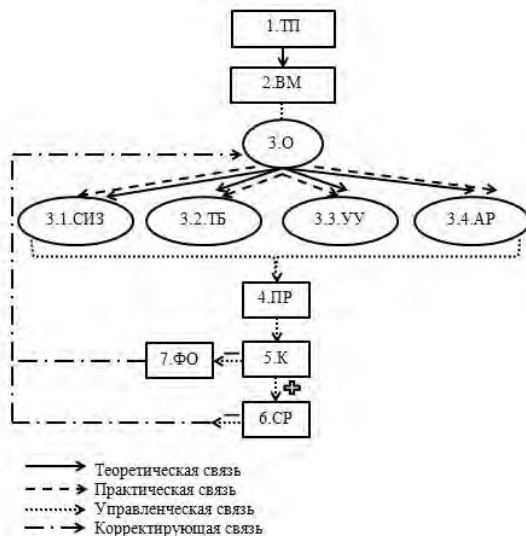 1.ТП
2.ВМ
3.О
3.1.СИЗ 3.2.ТБ 3.3.УУ 3.4.АР
4.ПР
7.ФО 5.К
6.СР
Теоретическая связь
Практическая связь
Управленческая связь
Корректирующая связь